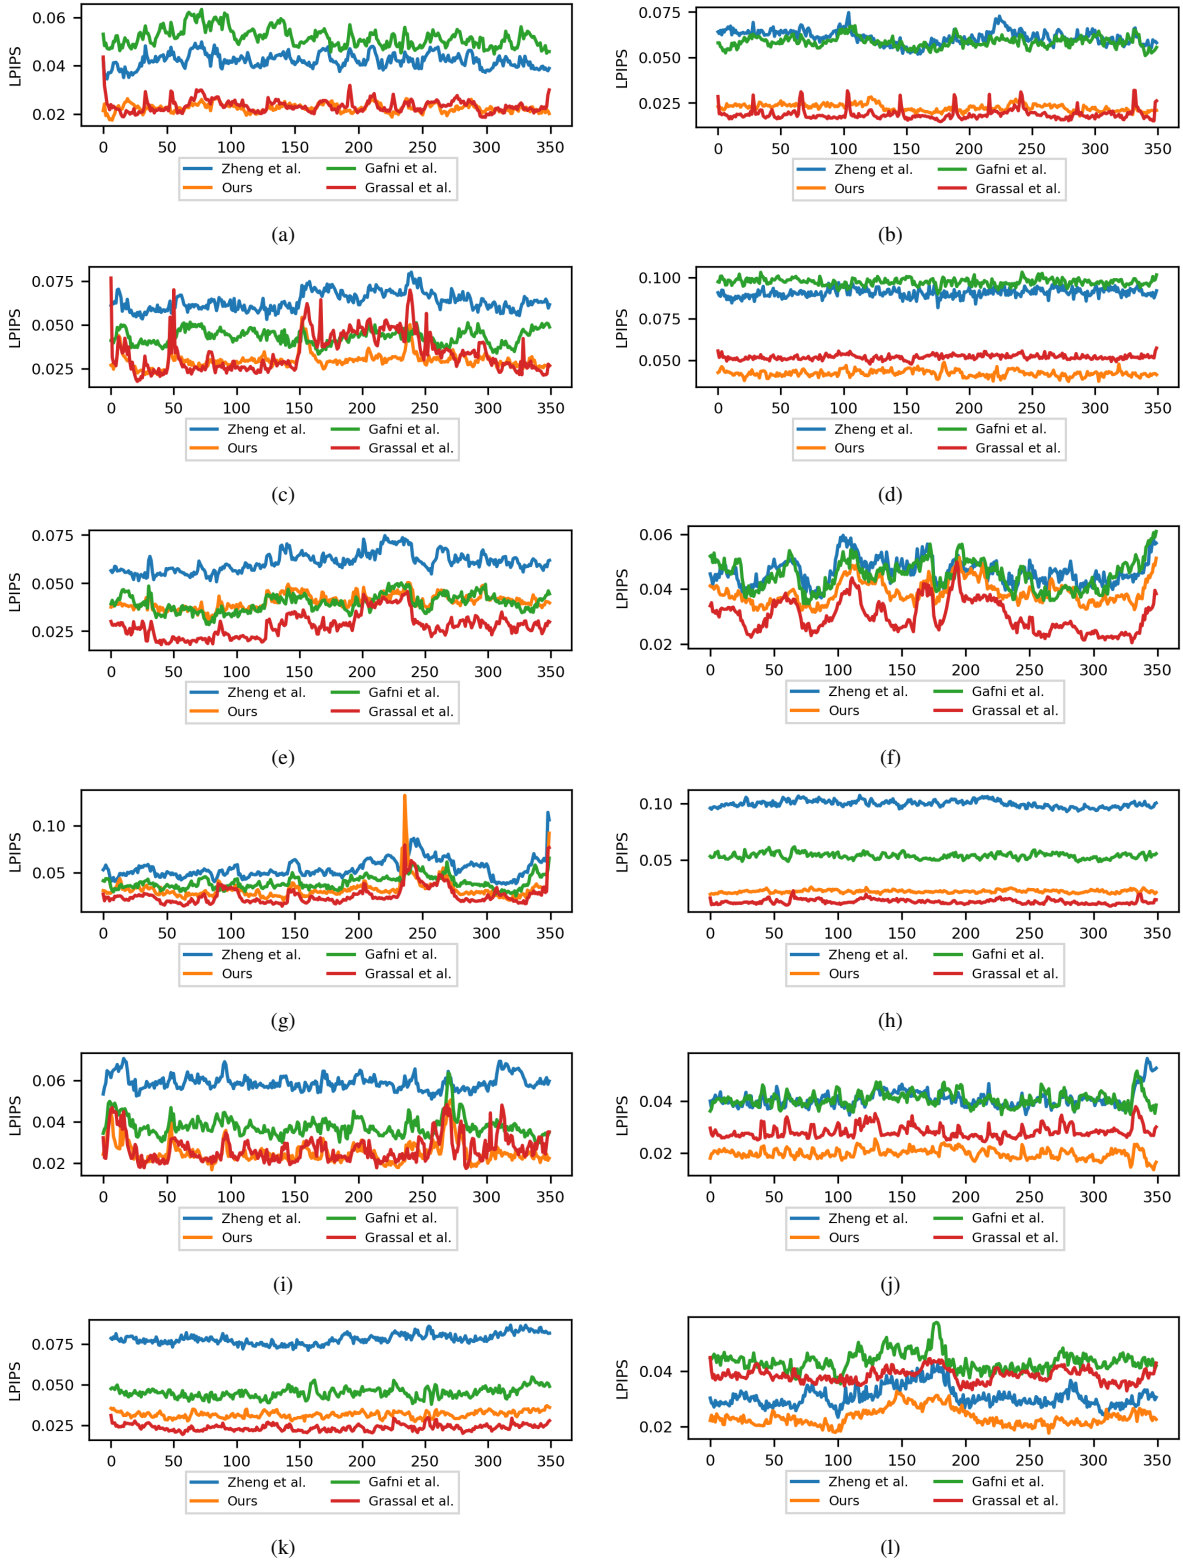 LPIPS
0.06
0.04
0.02
0 50 100 150 200 250 300 350
Zheng et al. Gafni et al.
Ours Grassal et al.
(a)
LPIPS
0.075
0.050
0.025
0 50 100 150 200 250 300 350
Zheng et al. Gafni et al.
Ours Grassal et al.
(b)
LPIPS
0.075
0.050
0.025
0 50 100 150 200 250 300 350
Zheng et al. Gafni et al.
Ours Grassal et al.
(c)
LPIPS
0.100
0.075
0.050
0 50 100 150 200 250 300 350
Zheng et al. Gafni et al.
Ours Grassal et al.
(d)
LPIPS
0.075
0.050
0.025
0 50 100 150 200 250 300 350
Zheng et al. Gafni et al.
Ours Grassal et al.
(e)
LPIPS
0.06
0.04
0.02
0 50 100 150 200 250 300 350
Zheng et al. Gafni et al.
Ours Grassal et al.
(f)
LPIPS
0.10
0.05
0 50 100 150 200 250 300 350
Zheng et al. Gafni et al.
Ours Grassal et al.
(g)
LPIPS
0.10
0.05
0 50 100 150 200 250 300 350
Zheng et al. Gafni et al.
Ours Grassal et al.
(h)
LPIPS
0.06
0.04
0.02
0 50 100 150 200 250 300 350
Zheng et al. Gafni et al.
Ours Grassal et al.
(i)
LPIPS
0.04
0.02
0 50 100 150 200 250 300 350
Zheng et al. Gafni et al.
Ours Grassal et al.
(j)
LPIPS
0.075
0.050
0.025
0 50 100 150 200 250 300 350
Zheng et al. Gafni et al.
Ours Grassal et al.
(k)
LPIPS
0.04
0.02
0 50 100 150 200 250 300 350
Zheng et al. Gafni et al.
Ours Grassal et al.
(l)